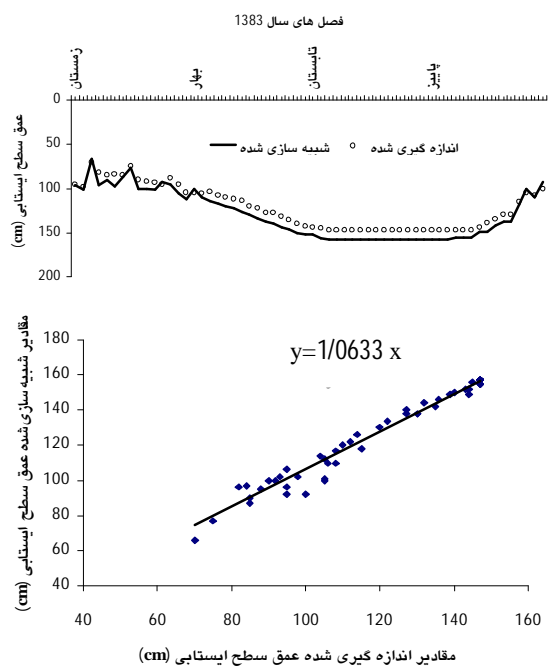 فصل های سال 1383
زمستان
بهار
تابستان
پاییز
0
50
100
150
200
عمق سطح ایستابی (cm)
شبیه سازی شده
اندازه گیری شده
y=1/0633 x
مقادیر شبیه سازی شده عمق سطح ایستابی (cm)
180
160
140
120
100
80
60
40
40 60 80 100 120 140 160
مقادیر اندازه گیری شده عمق سطح ایستابی (cm)